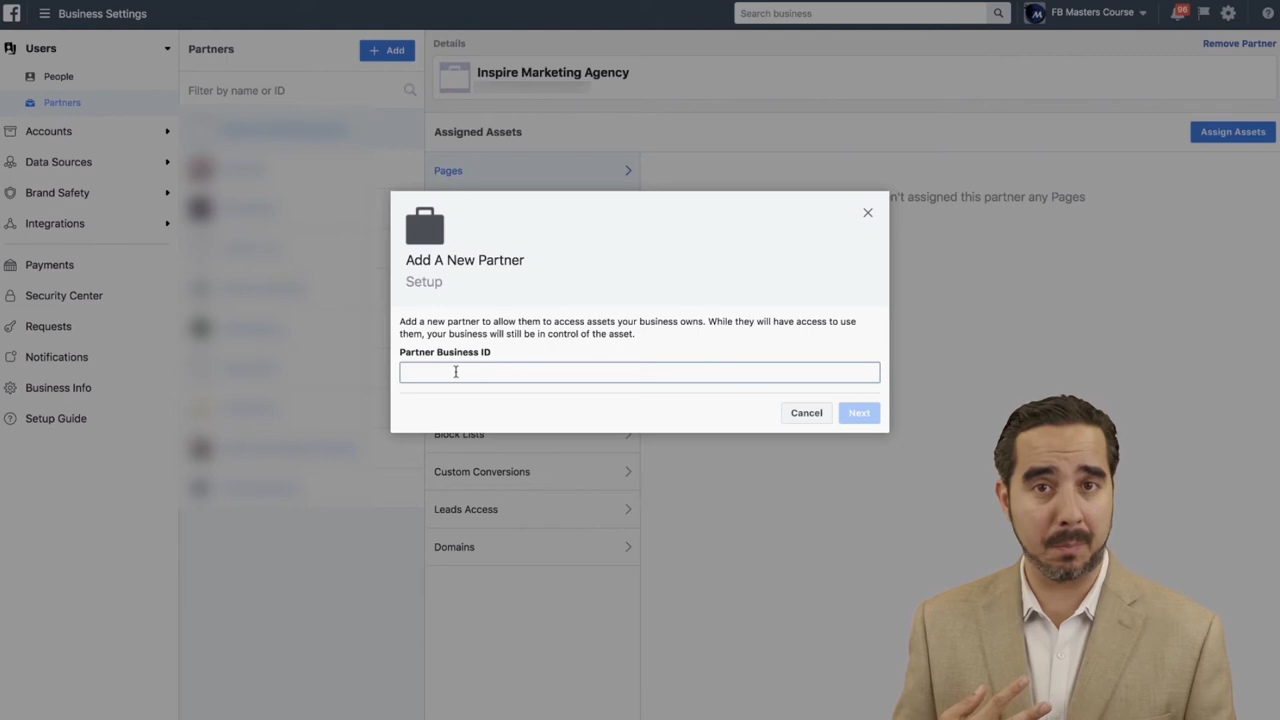 Business Settings
Search business
FB Masters Course
96
Users
People
Partners
Accounts
Data Sources
Brand Safety
Integrations
Payments
Security Center
Requests
Notifications
Business Info
Setup Guide
Partners
+ Add
Filter by name or ID
Details
Remove Partner
Inspire Marketing Agency
Assigned Assets
Assign Assets
Pages
n't assigned this partner any Pages
Add A New Partner
Setup
Add a new partner to allow them to access assets your business owns. While they will have access to use
them, your business will still be in control of the asset.
Partner Business ID
Cancel
Next
Block Lists
Custom Conversions
Leads Access
Domains